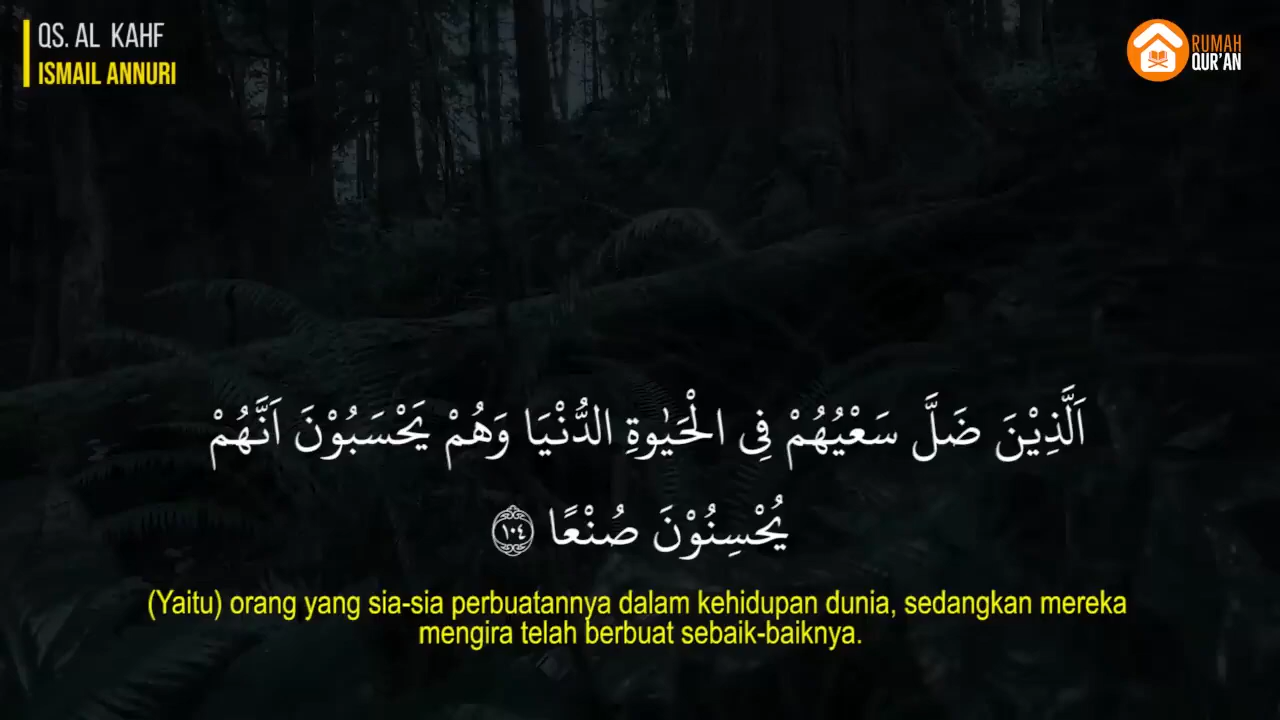 QS. AL KAHF
ISMAIL ANNURI
RUMAH
QUR'AN
اَلَّذِيْنَ ضَلَّ سَعْيُهُمْ فِى الْحَيٰوةِ الدُّنْيَا وَهُمْ يَحْسَبُوْنَ اَنَّهُمْ
يُحْسِنُوْنَ صُنْعًا ١٠٤
(Yaitu) orang yang sia-sia perbuatannya dalam kehidupan dunia, sedangkan mereka
mengira telah berbuat sebaik-baiknya.